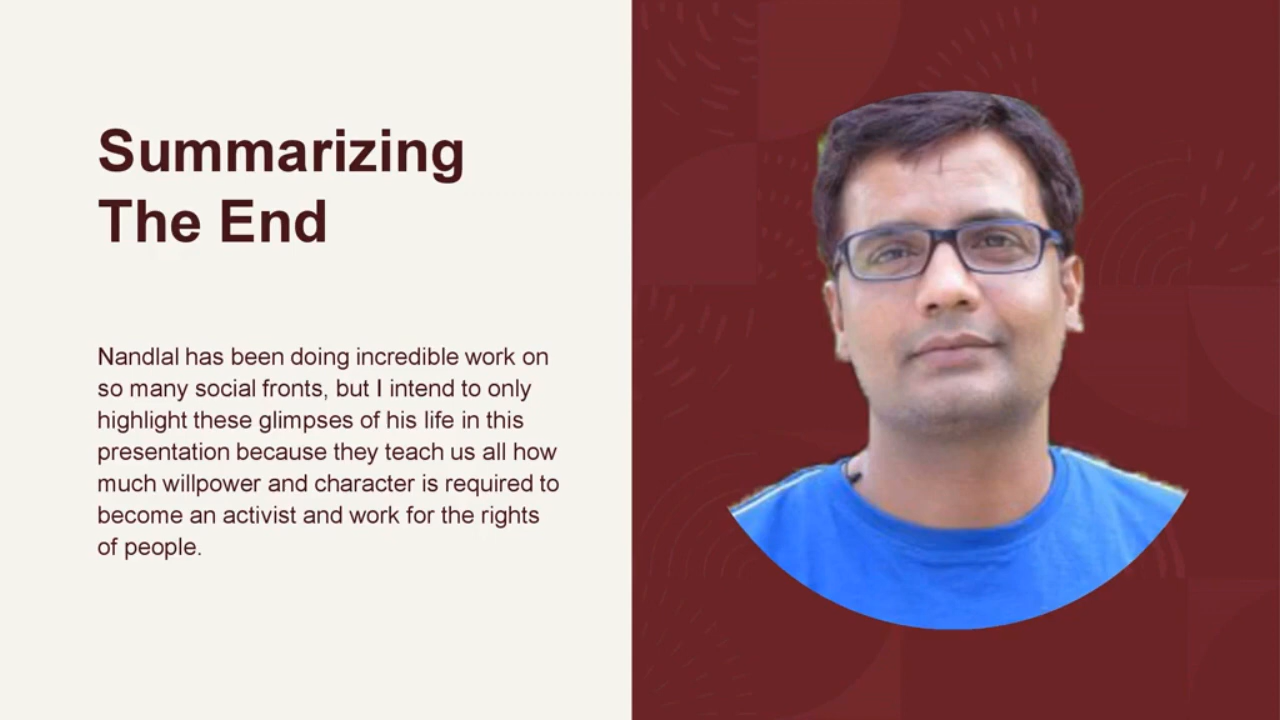 Summarizing
The End
Nandlal has been doing incredible work on
so many social fronts, but I intend to only
highlight these glimpses of his life in this
presentation because they teach us all how
much willpower and character is required to
become an activist and work for the rights
of people.